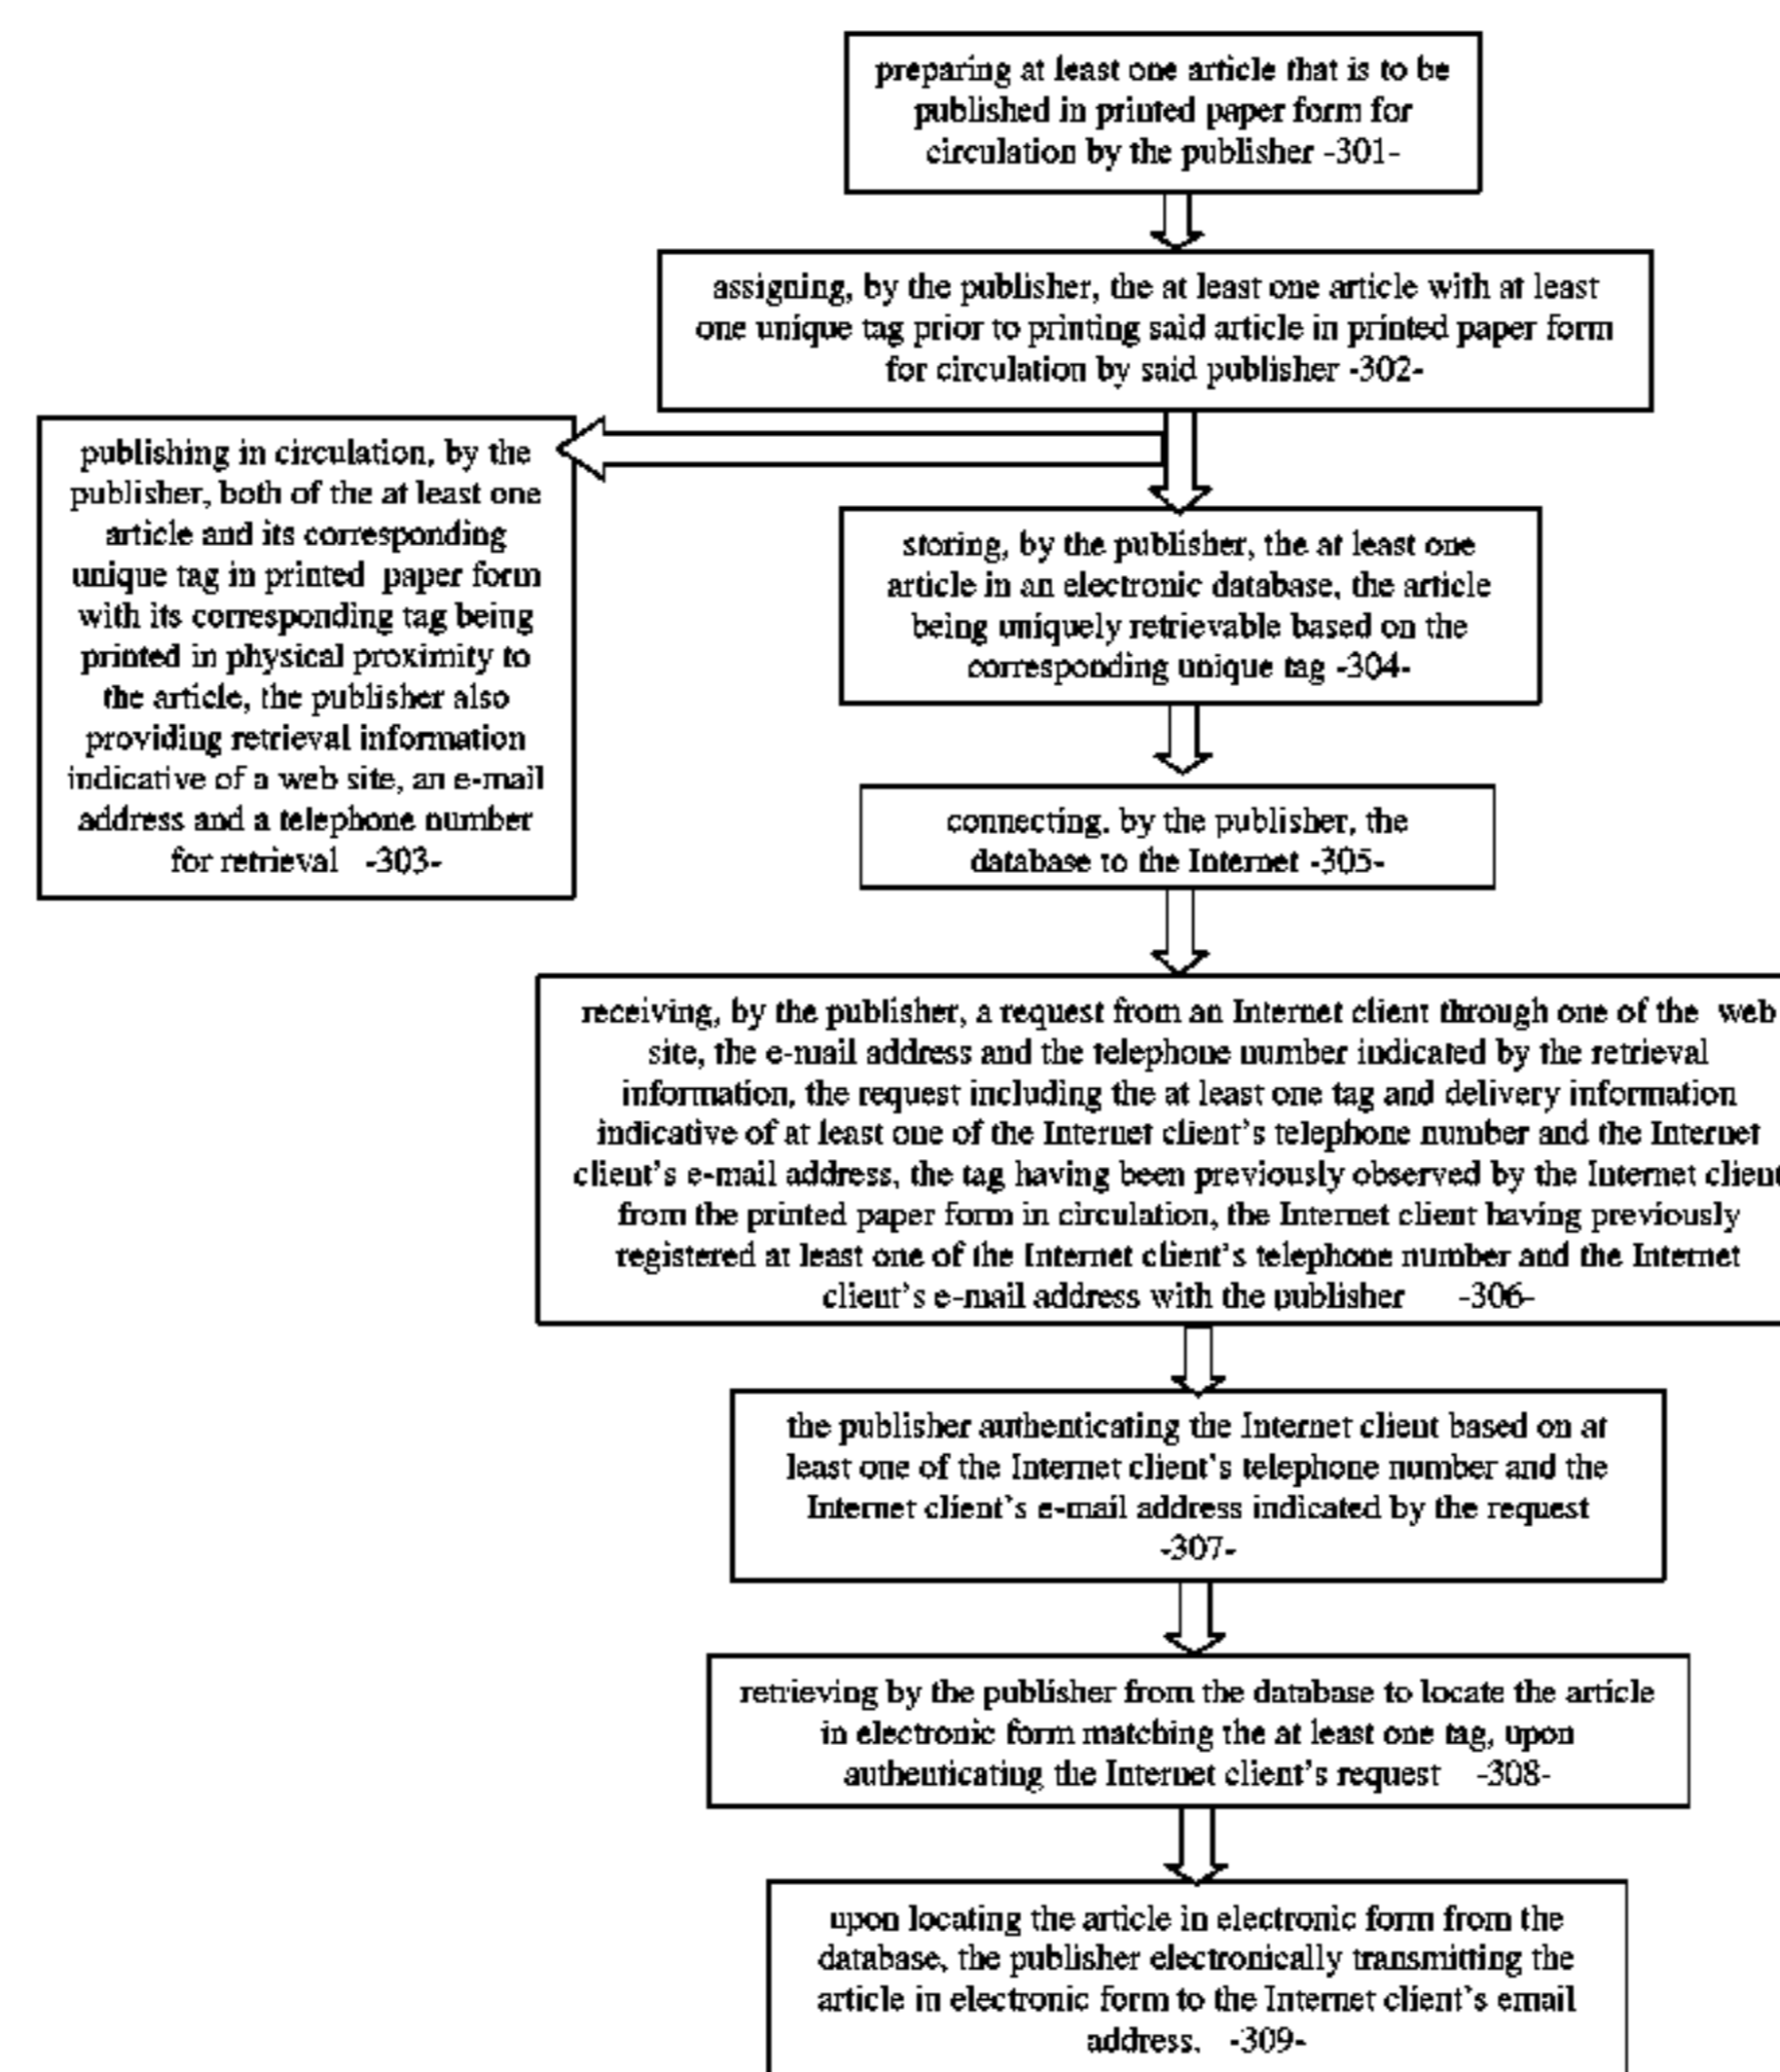 preparing at least one article that is to be
published in printed paper form for
circulation by the publisher -301-
assigning, by the publisher, the at least one article with at least
one unique tag prior to printing said article in printed paper form
for circulation by said publisher -302-
publishing in circulation, by the
publisher, both of the at least one
article and its corresponding
unique tag in printed paper form
with its corresponding tag being
printed in physical proximity to
the article, the publisher also
providing retrieval information
indicative of a web site, an e-mail
address and a telephone number
for retrieval -303-
storing, by the publisher, the at least one
article in an electronic database, the article
being uniquely retrievable based on the
corresponding unique tag -304-
connecting, by the publisher, the
database to the Internet -305-
receiving, by the publisher, a request from an Internet client through one of the web
site, the e-mail address and the telephone number indicated by the retrieval
information, the request including the at least one tag and delivery information
indicative of at least one of the Internet client's telephone number and the Internet
client's e-mail address, the tag having been previously observed by the Internet client
from the printed paper form in circulation, the Internet client having previously
registered at least one of the Internet client's telephone number and the Internet
client's e-mail address with the publisher -306-
the publisher authenticating the Internet client based on at
least one of the Internet client's telephone number and the
Internet client's e-mail address indicated by the request
-307-
retrieving by the publisher from the database to locate the article
in electronic form matching the at least one tag, upon
authenticating the Internet client's request -308-
upon locating the article in electronic form from the
database, the publisher electronically transmitting the
article in electronic form to the Internet client's email
address. -309-